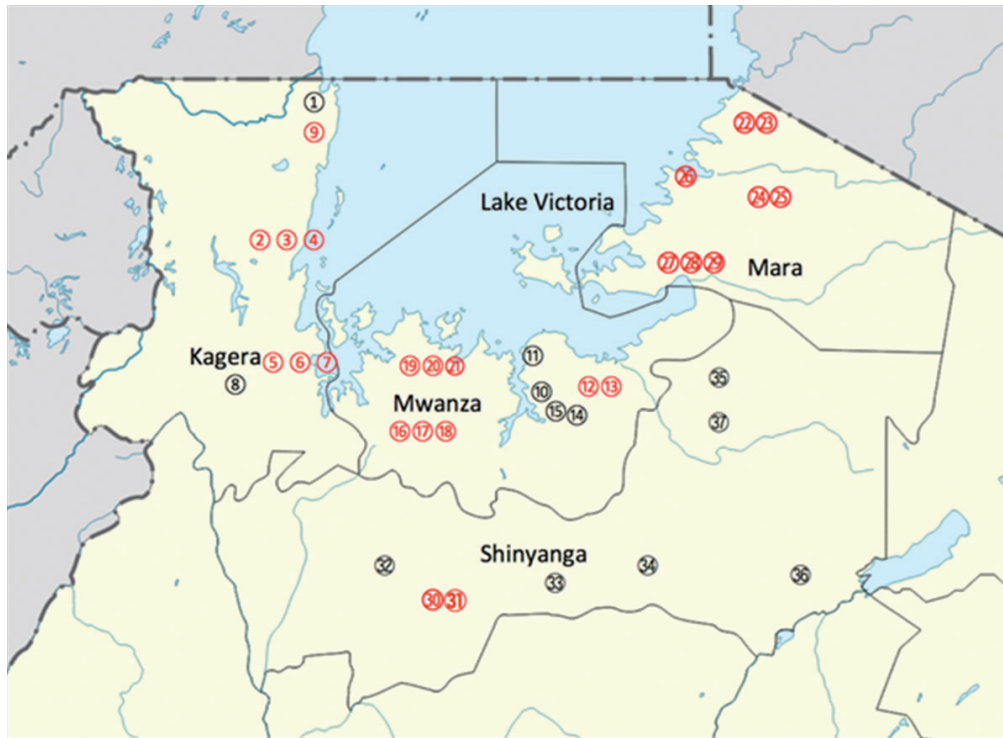 ①
⑨
㉒ ㉓
㉖
Lake Victoria
㉔ ㉕
② ③ ④
㉗ ㉘ ㉙
Mara
Kagera
⑤ ⑥ ⑦
⑧
⑲ ⑳ ㉑
⑪
Mwanza
⑩
⑫ ⑬
⑮ ⑭
⑯ ⑰ ⑱
㉟
㊲
Shinyanga
㉜
㉝
㉞
㊱
㉚ ㉛